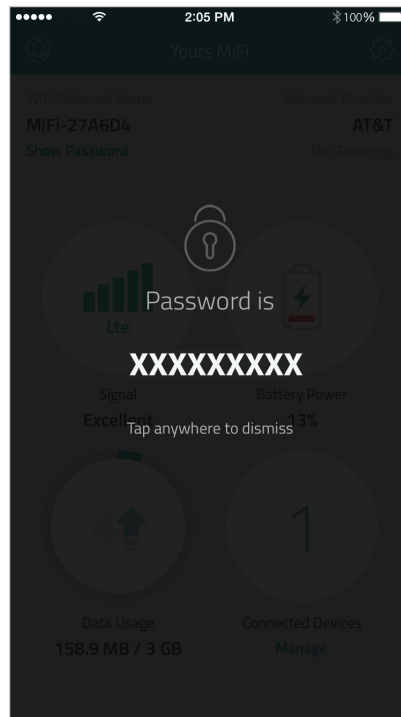 2:05 PM 100%
Yours MiFi
WiFi Network Name Network Provider
MiFi-27A6D4 AT&T
Show Password Not Roaming
Password is
Lte
XXXXXXXXX
Signal Battery Power
Excellent 13%
Tap anywhere to dismiss
1
Data Usage Connected Devices
158.9 MB / 3 GB Manage